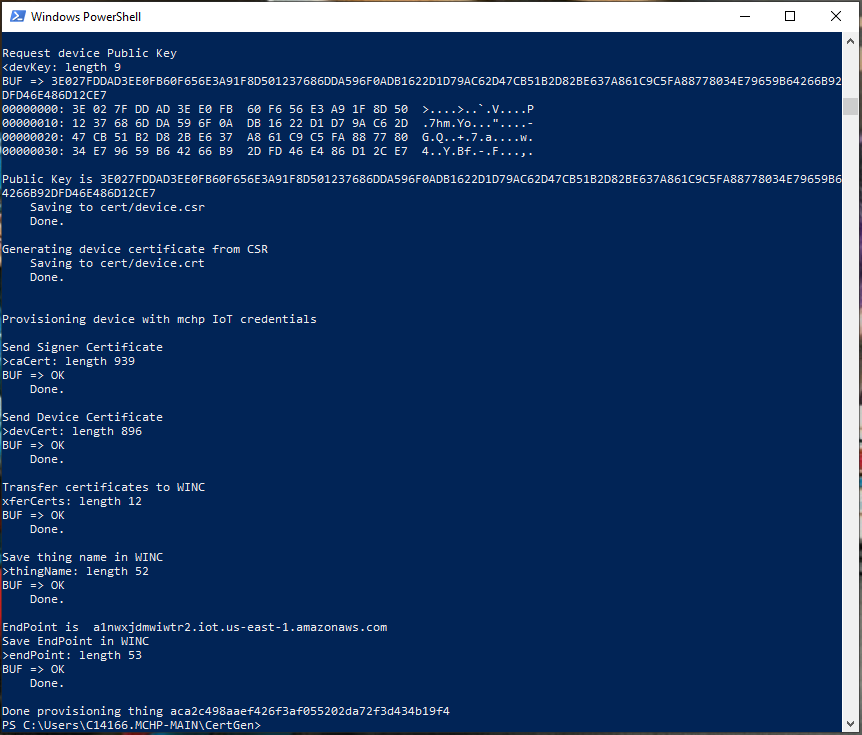 Windows PowerShell
Request device Public Key
<devKey: length 9
BUF => 3E027FDDAD3EE0FB60F656E3A91F8D501237686DDA596F0ADB1622D1D79AC62D47CB51B2D82BE637A861C9C5FA88778034E79659B64266B92
DFD46E486D12CE7
00000000: 3E 02 7F DD AD 3E E0 FB  60 F6 56 E3 A9 1F 8D 50  >....>..`.V....P
00000010: 12 37 68 6D DA 59 6F 0A  DB 16 22 D1 D7 9A C6 2D  .7hm.Yo..."....-
00000020: 47 CB 51 B2 D8 2B E6 37  A8 61 C9 C5 FA 88 77 80  G.Q..+.7.a....w.
00000030: 34 E7 96 59 B6 42 66 B9  2D FD 46 E4 86 D1 2C E7  4..Y.Bf.-.F...,.
Public Key is 3E027FDDAD3EE0FB60F656E3A91F8D501237686DDA596F0ADB1622D1D79AC62D47CB51B2D82BE637A861C9C5FA88778034E79659B6
4266B92DFD46E486D12CE7
    Saving to cert/device.csr
    Done.
Generating device certificate from CSR
    Saving to cert/device.crt
    Done.
Provisioning device with mchp IoT credentials
Send Signer Certificate
>caCert: length 939
BUF => OK
    Done.
Send Device Certificate
>devCert: length 896
BUF => OK
    Done.
Transfer certificates to WINC
xferCerts: length 12
BUF => OK
    Done.
Save thing name in WINC
>thingName: length 52
BUF => OK
    Done.
EndPoint is  a1nwxjdmwiwtr2.iot.us-east-1.amazonaws.com
Save EndPoint in WINC
>endPoint: length 53
BUF => OK
    Done.
Done provisioning thing aca2c498aaef426f3af055202da72f3d434b19f4
PS C:\Users\C14166.MCHP-MAIN\CertGen>